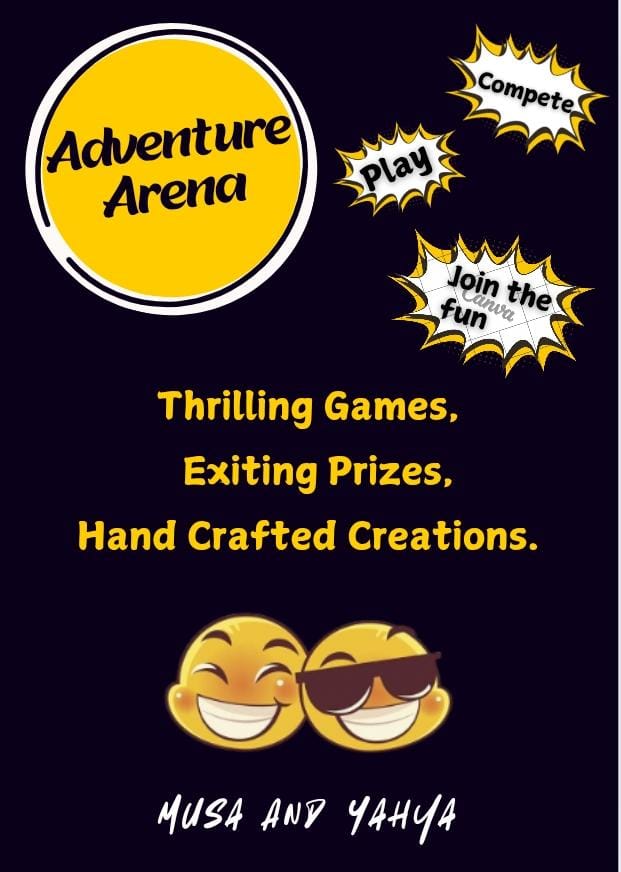 Adventure
Arena
Compete
Play
Join the
fun
Canva
Thrilling Games,
Exiting Prizes,
Hand Crafted Creations.
MUSA AND YAHYA